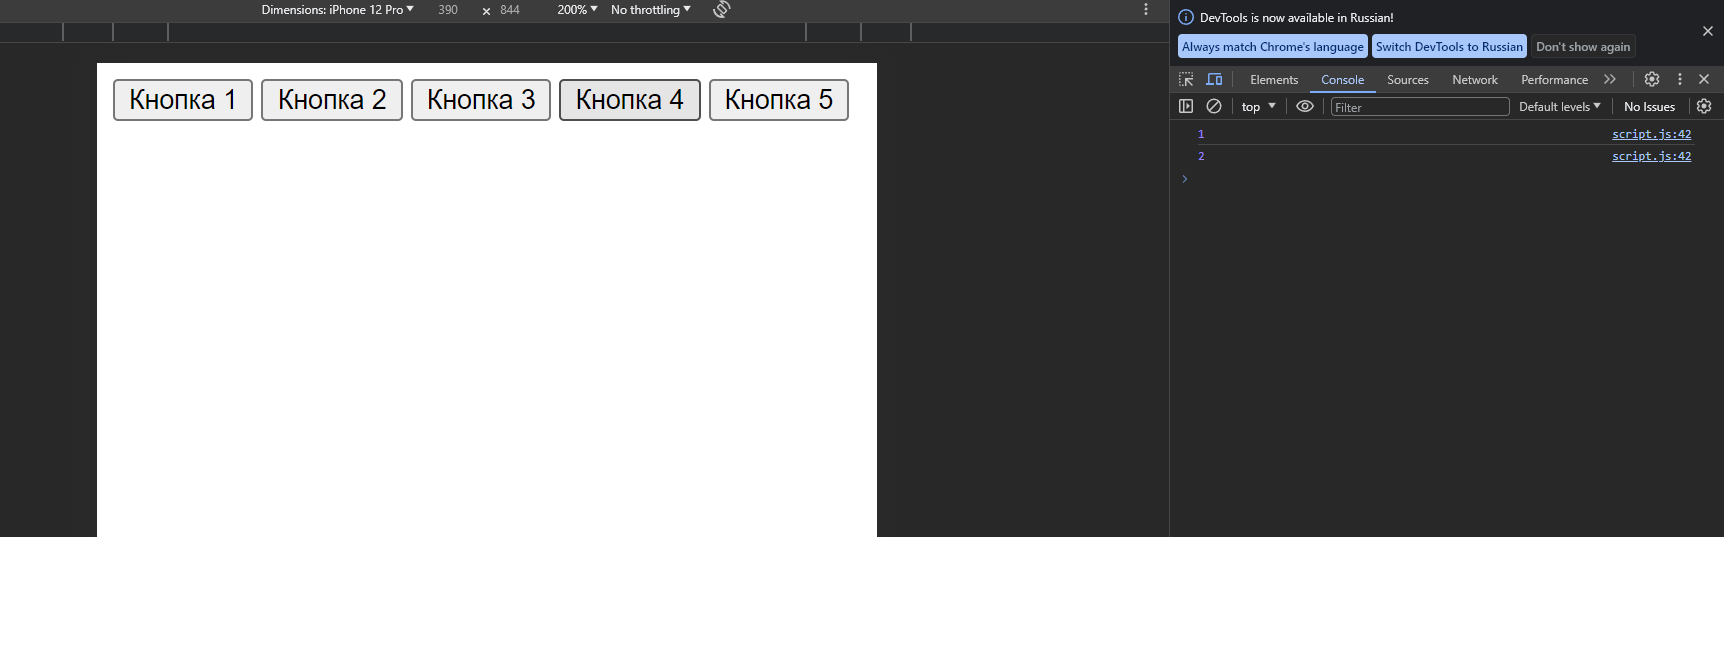 Dimensions: iPhone 12 Pro 390 × 844 200% No throttling
Кнопка 1 Кнопка 2 Кнопка 3 Кнопка 4 Кнопка 5
DevTools is now available in Russian!
Always match Chrome's language Switch DevTools to Russian Don't show again
Elements Console Sources Network Performance
top Filter Default levels No Issues
1 script.js:42
2 script.js:42